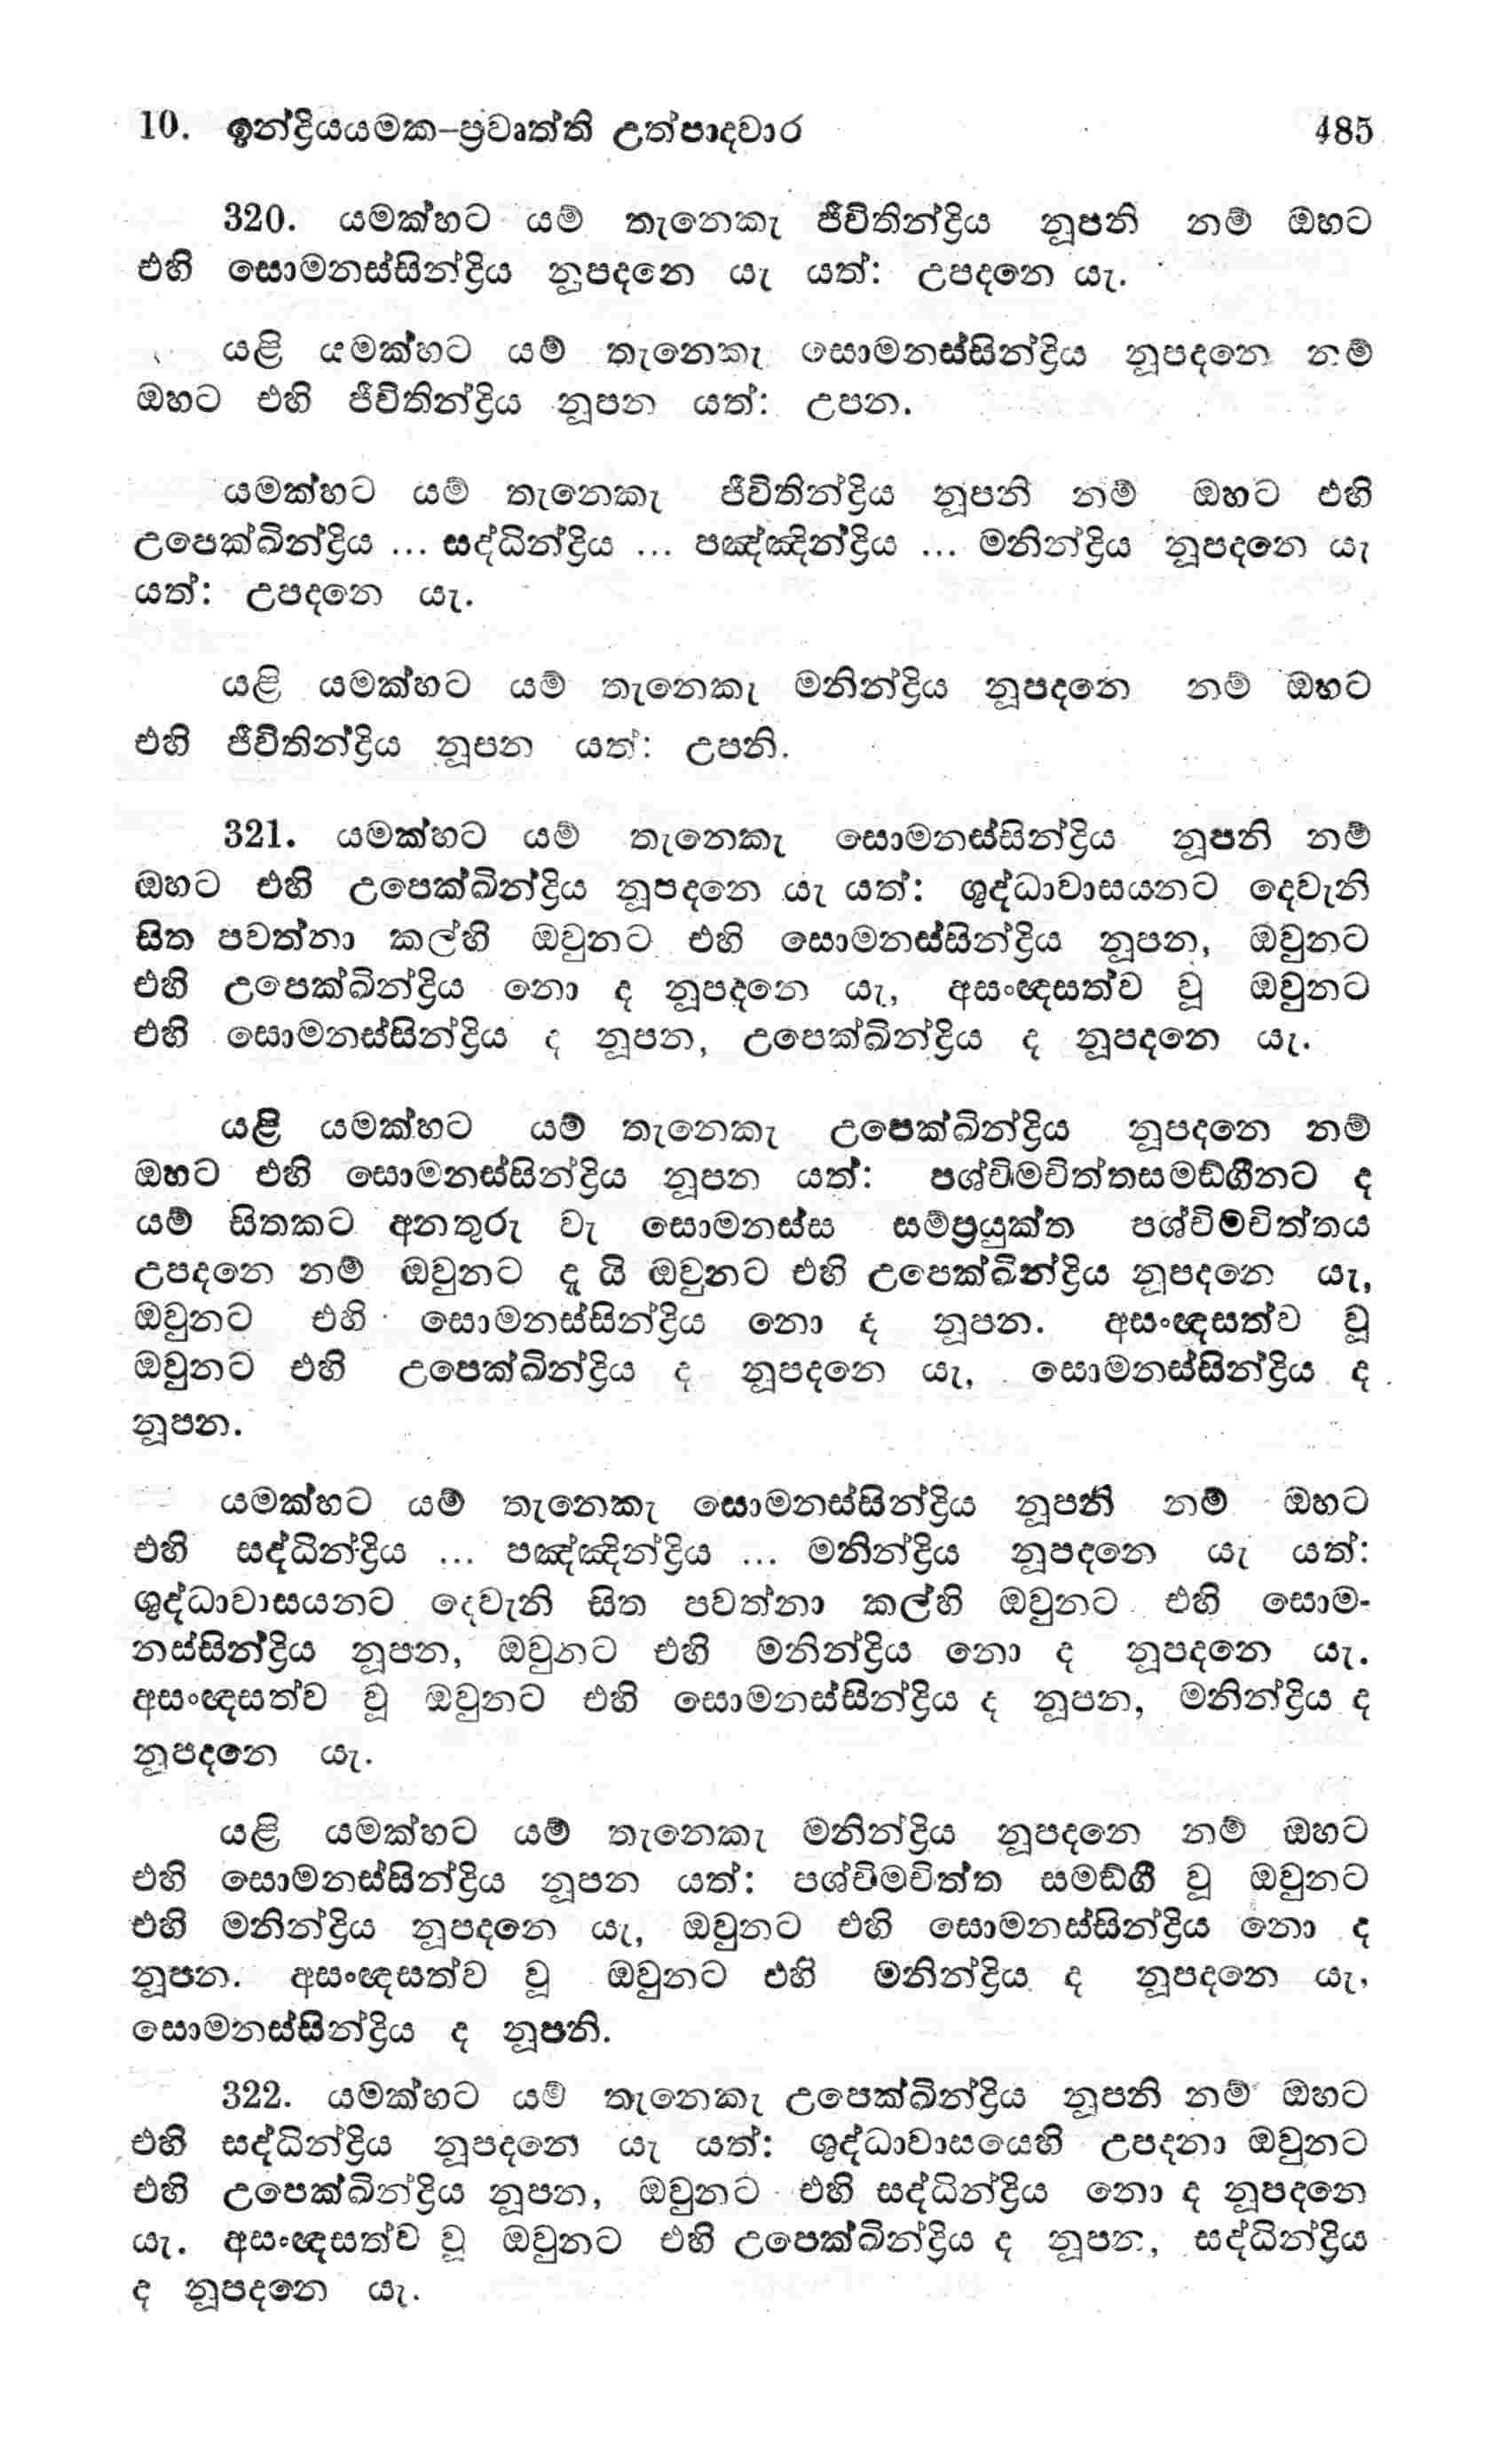 10. ඉන්ද්‍රියයමක-ප්‍රවෘත්ති උත්පාදවාර 485
320. යමක්හට යම් තැනෙකැ ජීවිතින්ද්‍රිය නූපනි නම් ඔහට
එහි සොමනස්සින්ද්‍රිය නූපදනෙ යැ යත්: උපදනෙ යැ.
යළි යමක්හට යම් තැනෙකැ සොමනස්සින්ද්‍රිය නූපදනෙ නම්
ඔහට එහි ජීවිතින්ද්‍රිය නූපන යත්: උපන.
යමක්හට යම් තැනෙකැ ජීවිතින්ද්‍රිය නූපනි නම් ඔහට එහි
උපෙක්ඛින්ද්‍රිය ... සද්ධින්ද්‍රිය ... පඤ්ඤින්ද්‍රිය ... මනින්ද්‍රිය නූපදනෙ යැ
යත්: උපදනෙ යැ.
යළි යමක්හට යම් තැනෙකැ මනින්ද්‍රිය නූපදනෙ නම් ඔහට
එහි ජීවිතින්ද්‍රිය නූපන යත්: උපනි.
321. යමක්හට යම් තැනෙකැ සොමනස්සින්ද්‍රිය නූපනි නම්
ඔහට එහි උපෙක්ඛින්ද්‍රිය නූපදනෙ යැ යත්: ශුද්ධාවාසයනට දෙවැනි
සිත පවත්නා කල්හි ඔවුනට එහි සොමනස්සින්ද්‍රිය නූපන, ඔවුනට
එහි උපෙක්ඛින්ද්‍රිය නො ද නූපදනෙ යැ, අසංඥසත්ව වූ ඔවුනට
එහි සොමනස්සින්ද්‍රිය ද නූපන, උපෙක්ඛින්ද්‍රිය ද නූපදනෙ යැ.
යළි යමක්හට යම් තැනෙකැ උපෙක්ඛින්ද්‍රිය නූපදනෙ නම්
ඔහට එහි සොමනස්සින්ද්‍රිය නූපන යත්: පශ්චිමචිත්තසමඞ්ගීනට ද
යම් සිතකට අනතුරු වැ සොමනස්ස සම්ප්‍රයුක්ත පශ්චිමචිත්තය
උපදනෙ නම් ඔවුනට දැ යි ඔවුනට එහි උපෙක්ඛින්ද්‍රිය නූපදනෙ යැ,
ඔවුනට එහි සොමනස්සින්ද්‍රිය නො ද නූපන. අසංඥසත්ව වූ
ඔවුනට එහි උපෙක්ඛින්ද්‍රිය ද නූපදනෙ යැ, සොමනස්සින්ද්‍රිය ද
නූපන.
යමක්හට යම් තැනෙකැ සොමනස්සින්ද්‍රිය නූපනි නම් ඔහට
එහි සද්ධින්ද්‍රිය ... පඤ්ඤින්ද්‍රිය ... මනින්ද්‍රිය නූපදනෙ යැ යත්:
ශුද්ධාවාසයනට දෙවැනි සිත පවත්නා කල්හි ඔවුනට එහි සොම-
නස්සින්ද්‍රිය නූපන, ඔවුනට එහි මනින්ද්‍රිය නො ද නූපදනෙ යැ.
අසංඥසත්ව වූ ඔවුනට එහි සොමනස්සින්ද්‍රිය ද නූපන, මනින්ද්‍රිය ද
නූපදනෙ යැ.
යළි යමක්හට යම් තැනෙකැ මනින්ද්‍රිය නූපදනෙ නම් ඔහට
එහි සොමනස්සින්ද්‍රිය නූපන යත්: පශ්චිමචිත්ත සමඞ්ගී වූ ඔවුනට
එහි මනින්ද්‍රිය නූපදනෙ යැ, ඔවුනට එහි සොමනස්සින්ද්‍රිය නො ද
නූපන. අසංඥසත්ව වූ ඔවුනට එහි මනින්ද්‍රිය ද නූපදනෙ යැ,
සොමනස්සින්ද්‍රිය ද නූපනි.
322. යමක්හට යම් තැනෙකැ උපෙක්ඛින්ද්‍රිය නූපනි නම් ඔහට
එහි සද්ධින්ද්‍රිය නූපදනෙ යැ යත්: ශුද්ධාවාසයෙහි උපදනා ඔවුනට
එහි උපෙක්ඛින්ද්‍රිය නූපන, ඔවුනට එහි සද්ධින්ද්‍රිය නො ද නූපදනෙ
යැ. අසංඥසත්ව වූ ඔවුනට එහි උපෙක්ඛින්ද්‍රිය ද නූපන, සද්ධින්ද්‍රිය
ද නූපදනෙ යැ.